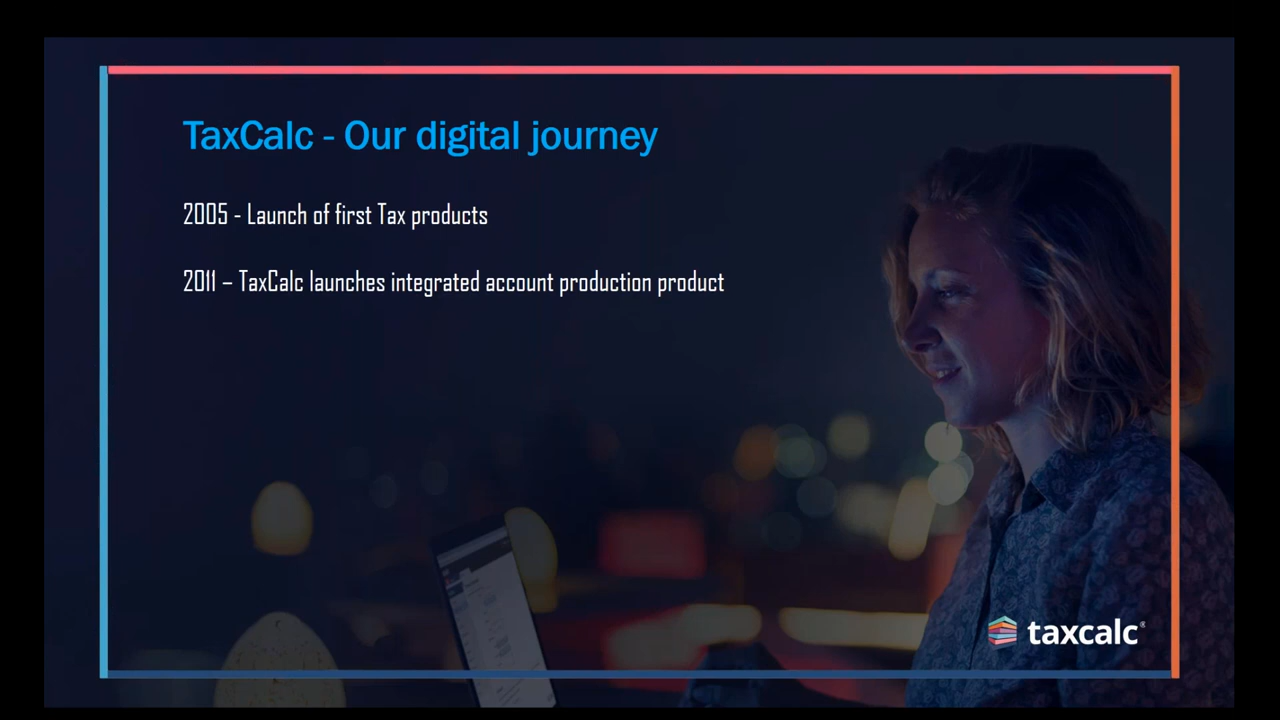 TaxCalc - Our digital journey
2005 - Launch of first Tax products
2011 – TaxCalc launches integrated account production product
taxcalc®